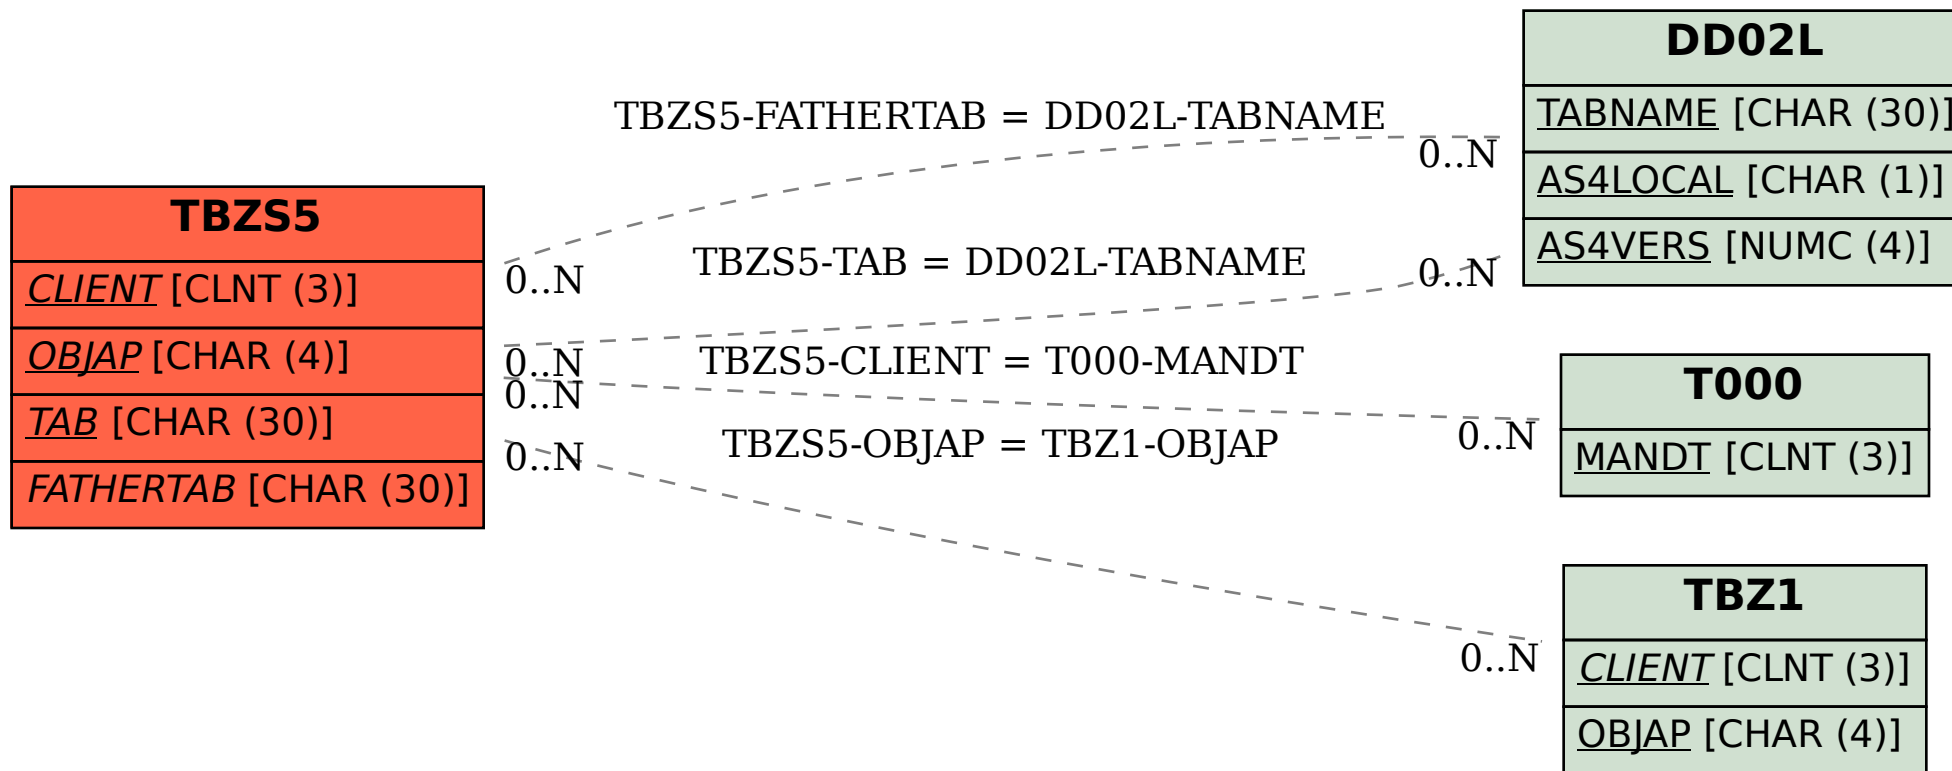 TBZS5
CLIENT [CLNT (3)]
OBJAP [CHAR (4)]
TAB [CHAR (30)]
FATHERTAB [CHAR (30)]
TBZS5-FATHERTAB = DD02L-TABNAME
0..N
0..N
TBZS5-TAB = DD02L-TABNAME
0..N
0..N
TBZS5-CLIENT = T000-MANDT
0..N
0..N
TBZS5-OBJAP = TBZ1-OBJAP
0..N
0..N
DD02L
TABNAME [CHAR (30)]
AS4LOCAL [CHAR (1)]
AS4VERS [NUMC (4)]
T000
MANDT [CLNT (3)]
TBZ1
CLIENT [CLNT (3)]
OBJAP [CHAR (4)]